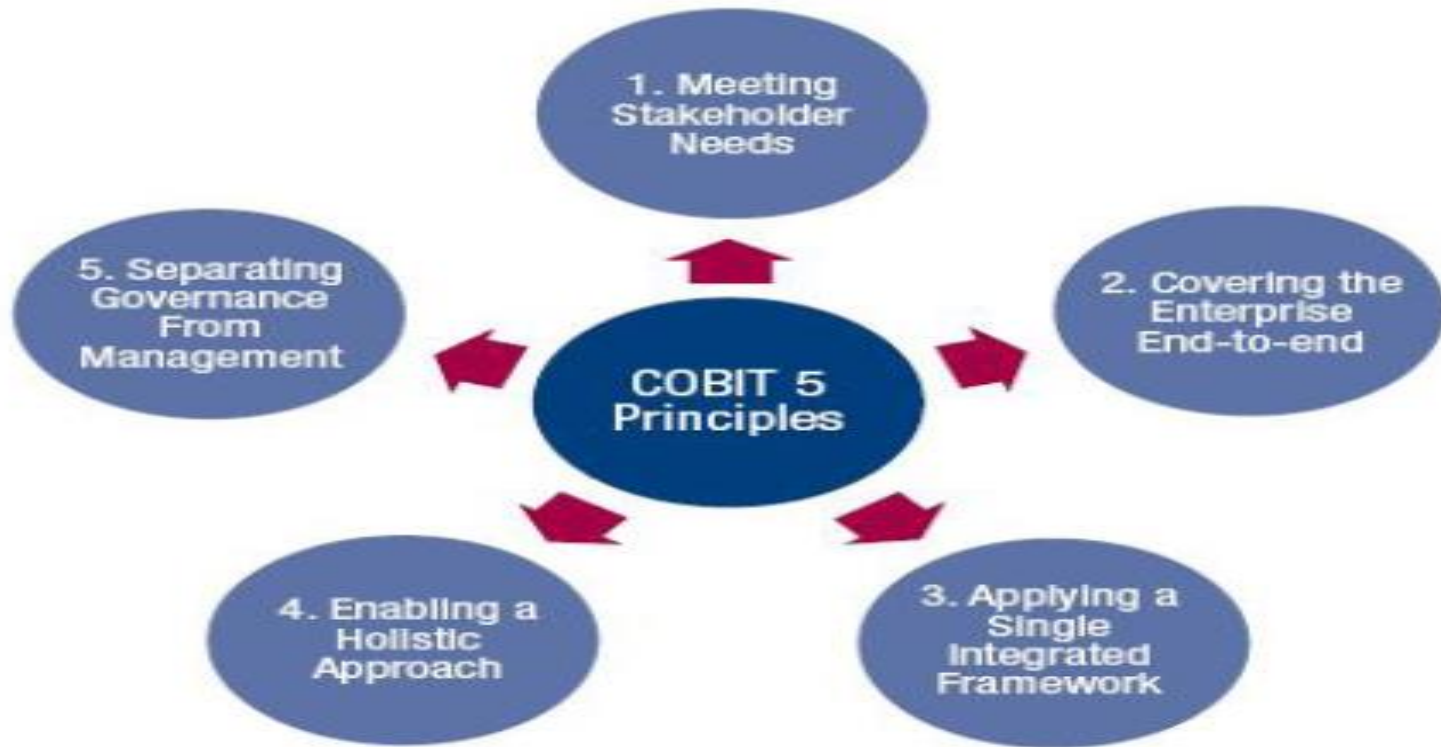 1. Meeting
Stakeholder
Needs
2. Covering the
Enterprise
End-to-end
3. Applying a
Single
Integrated
Framework
4. Enabling a
Holistic
Approach
5. Separating
Governance
From
Management
COBIT 5
Principles